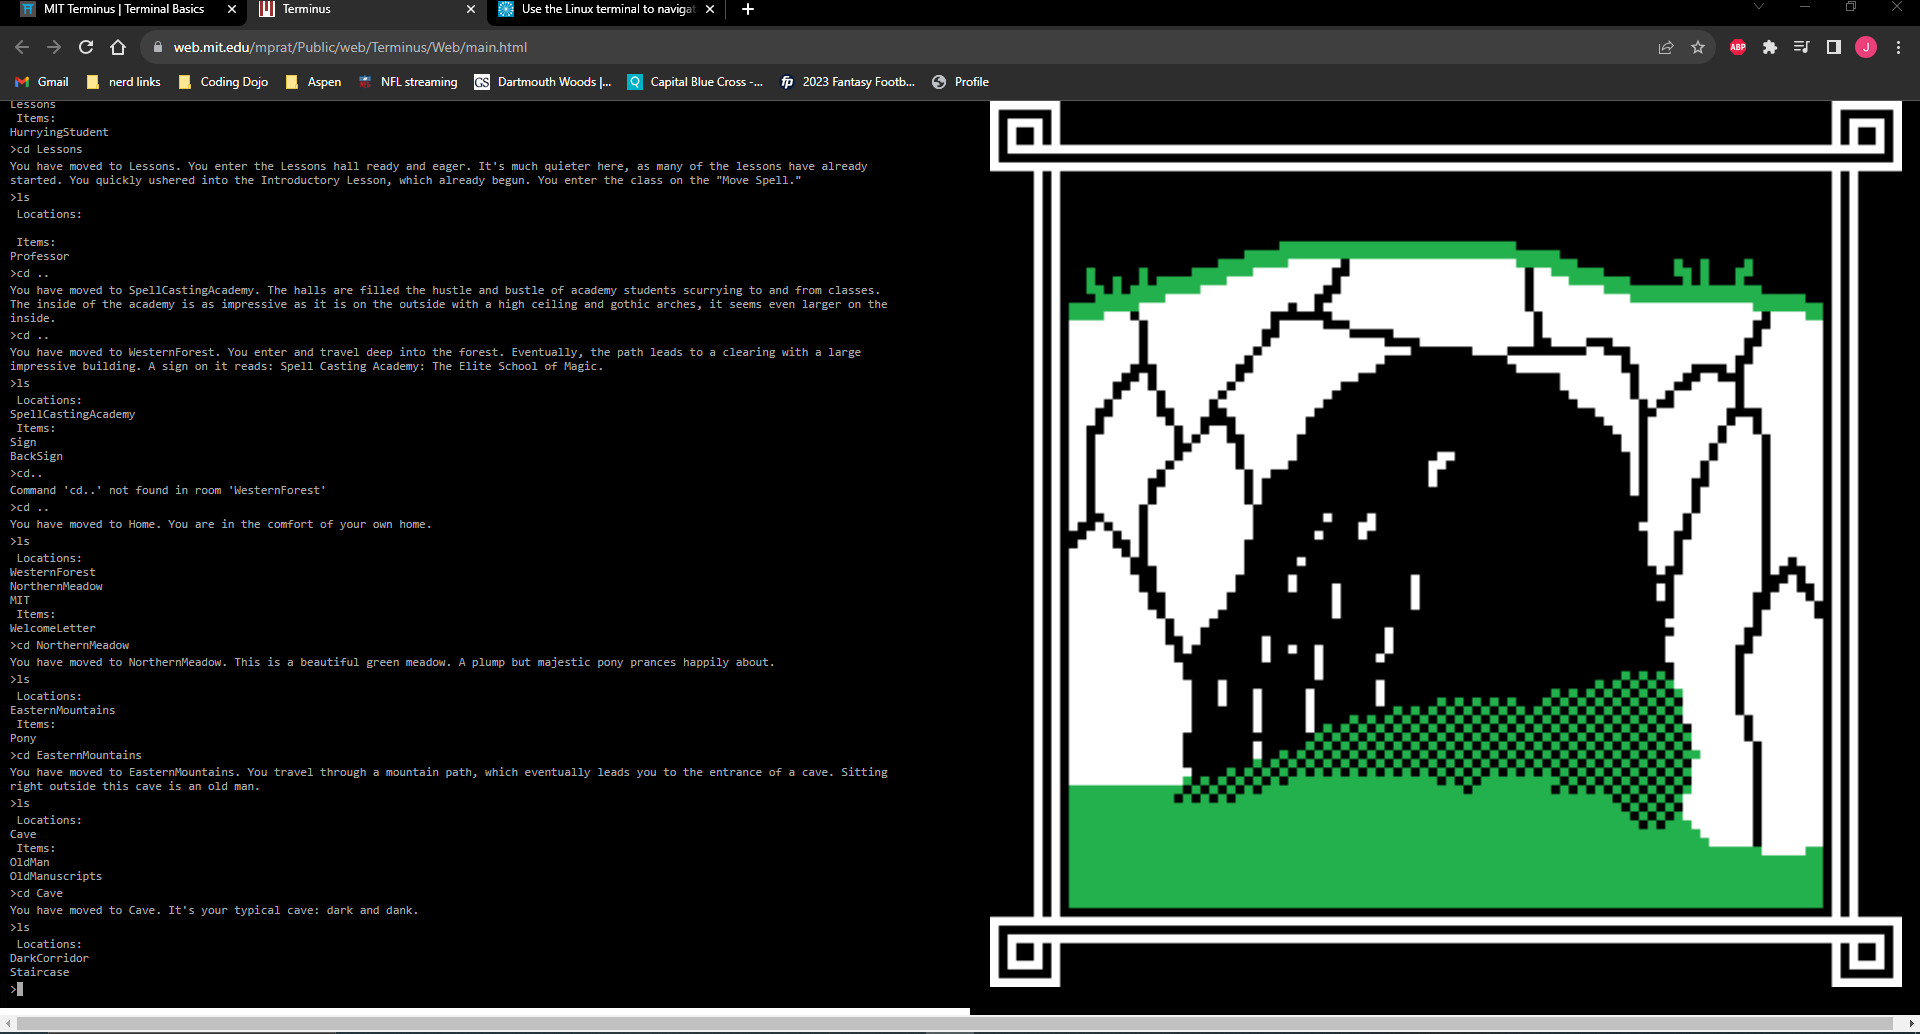 MIT Terminus | Terminal Basics
Terminus
Use the Linux terminal to navigat
web.mit.edu/mprat/Public/web/Terminus/Web/main.html
ABP
J
Gmail
nerd links
Coding Dojo
Aspen
NFL streaming
GS
Dartmouth Woods |...
Q
Capital Blue Cross -...
fp
2023 Fantasy Footb...
Profile
Lessons
Items:
HurryingStudent
>cd Lessons
You have moved to Lessons. You enter the Lessons hall ready and eager. It's much quieter here, as many of the lessons have already
started. You quickly ushered into the Introductory Lesson, which already begun. You enter the class on the "Move Spell."
>ls
Locations:
Items:
Professor
>cd ..
You have moved to SpellCastingAcademy. The halls are filled the hustle and bustle of academy students scurrying to and from classes.
The inside of the academy is as impressive as it is on the outside with a high ceiling and gothic arches, it seems even larger on the
inside.
>cd ..
You have moved to WesternForest. You enter and travel deep into the forest. Eventually, the path leads to a clearing with a large
impressive building. A sign on it reads: Spell Casting Academy: The Elite School of Magic.
>ls
Locations:
SpellCastingAcademy
Items:
Sign
BackSign
>cd..
Command 'cd..' not found in room 'WesternForest'
>cd ..
You have moved to Home. You are in the comfort of your own home.
>ls
Locations:
WesternForest
NorthernMeadow
MIT
Items:
WelcomeLetter
>cd NorthernMeadow
You have moved to NorthernMeadow. This is a beautiful green meadow. A plump but majestic pony prances happily about.
>ls
Locations:
EasternMountains
Items:
Pony
>cd EasternMountains
You have moved to EasternMountains. You travel through a mountain path, which eventually leads you to the entrance of a cave. Sitting
right outside this cave is an old man.
>ls
Locations:
Cave
Items:
OldMan
OldManuscripts
>cd Cave
You have moved to Cave. It's your typical cave: dark and dank.
>ls
Locations:
DarkCorridor
Staircase
>